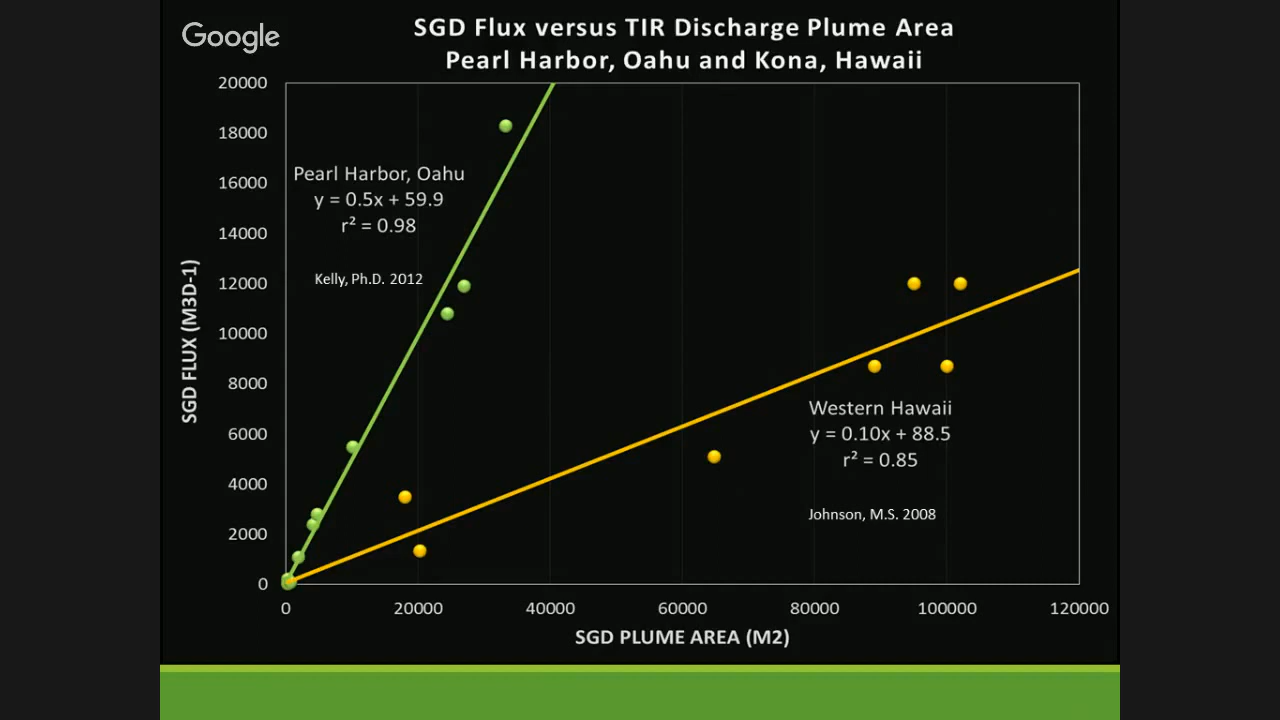 Google
SGD Flux versus TIR Discharge Plume Area
Pearl Harbor, Oahu and Kona, Hawaii
20000
18000
16000
14000
12000
10000
8000
6000
4000
2000
0
SGD FLUX (M3D-1)
Pearl Harbor, Oahu
y = 0.5x + 59.9
r² = 0.98
Kelly, Ph.D. 2012
Western Hawaii
y = 0.10x + 88.5
r² = 0.85
Johnson, M.S. 2008
0 20000 40000 60000 80000 100000 120000
SGD PLUME AREA (M2)